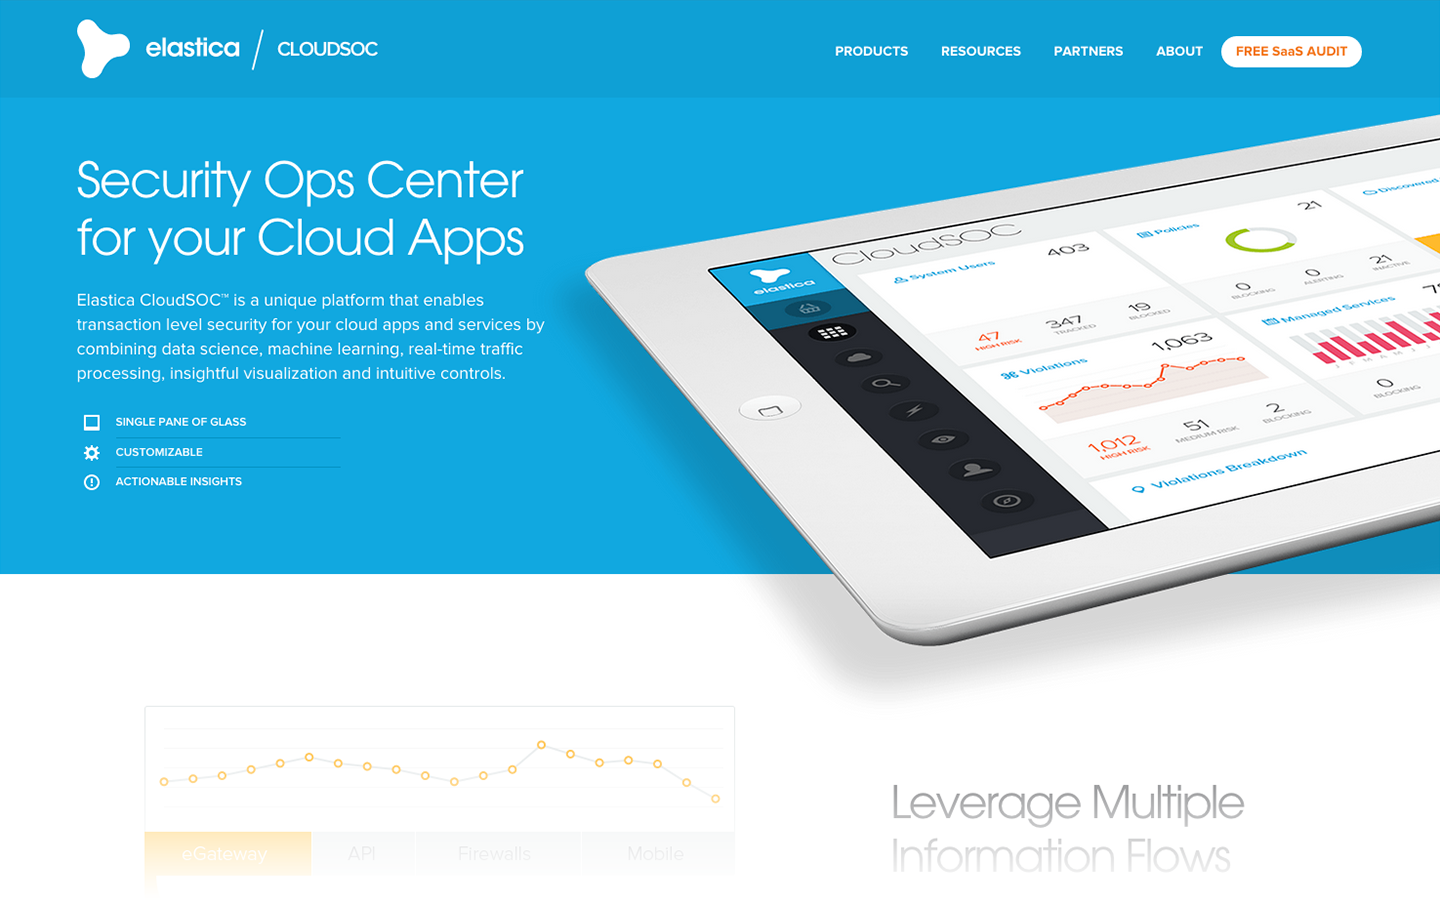 elastica / CLOUDSOC
PRODUCTS
RESOURCES
PARTNERS
ABOUT
FREE SaaS AUDIT
Security Ops Center
for your Cloud Apps
Elastica CloudSOC™ is a unique platform that enables
transaction level security for your cloud apps and services by
combining data science, machine learning, real-time traffic
processing, insightful visualization and intuitive controls.
SINGLE PANE OF GLASS
CUSTOMIZABLE
ACTIONABLE INSIGHTS
elastica
CloudSOC
System Users
403
47
HIGH RISK
347
TRACKED
19
BLOCKED
Policies
21
0
BLOCKING
0
ALERTING
21
INACTIVE
Discovered
Violations
1,063
1,012
HIGH RISK
51
MEDIUM RISK
2
BLOCKING
Managed Services
J F M A M J
0
BLOCKING
Violations Breakdown
eGateway
API
Firewalls
Mobile
Leverage Multiple
Information Flows